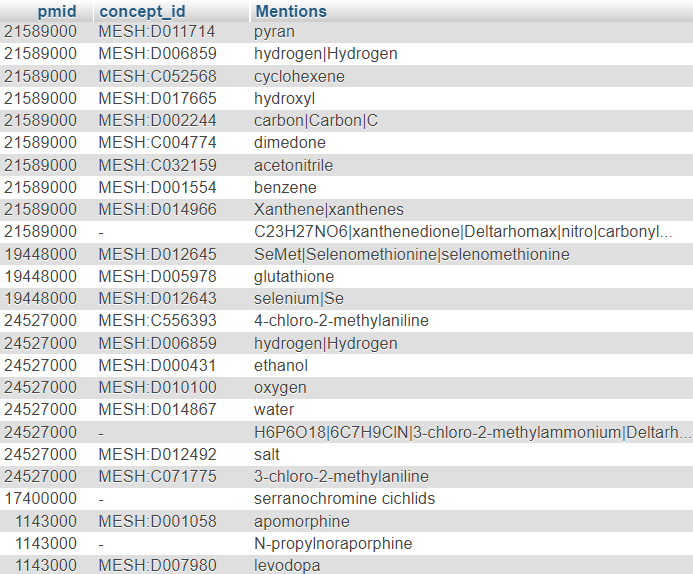 pmid concept_id Mentions
21589000 MESH:D011714 pyran
21589000 MESH:D006859 hydrogen|Hydrogen
21589000 MESH:C052568 cyclohexene
21589000 MESH:D017665 hydroxyl
21589000 MESH:D002244 carbon|Carbon|C
21589000 MESH:C004774 dimedone
21589000 MESH:C032159 acetonitrile
21589000 MESH:D001554 benzene
21589000 MESH:D014966 Xanthene|xanthenes
21589000 - C23H27NO6|xanthenedione|Deltarhomax|nitro|carbonyl...
19448000 MESH:D012645 SeMet|Selenomethionine|selenomethionine
19448000 MESH:D005978 glutathione
19448000 MESH:D012643 selenium|Se
24527000 MESH:C556393 4-chloro-2-methylaniline
24527000 MESH:D006859 hydrogen|Hydrogen
24527000 MESH:D000431 ethanol
24527000 MESH:D010100 oxygen
24527000 MESH:D014867 water
24527000 - H6P6O18|6C7H9ClN|3-chloro-2-methylammonium|Deltarh...
24527000 MESH:D012492 salt
24527000 MESH:C071775 3-chloro-2-methylaniline
17400000 - serranochromine cichlids
1143000 MESH:D001058 apomorphine
1143000 - N-propylnoraporphine
1143000 MESH:D007980 levodopa